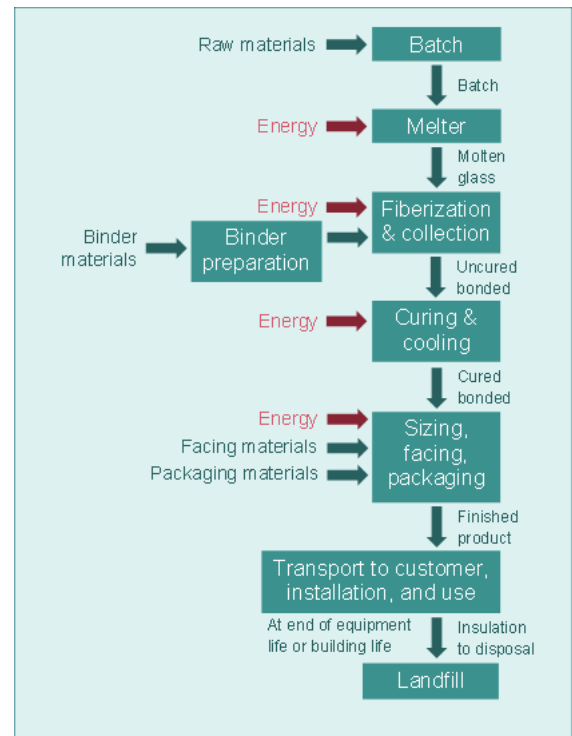 Raw materials
Batch
Batch
Energy
Melter
Molten
glass
Energy
Fiberization
& collection
Binder
materials
Binder
preparation
Uncured
bonded
Energy
Curing &
cooling
Cured
bonded
Energy
Facing materials
Packaging materials
Sizing,
facing,
packaging
Finished
product
Transport to customer,
installation, and use
At end of equipment
life or building life
Insulation
to disposal
Landfill